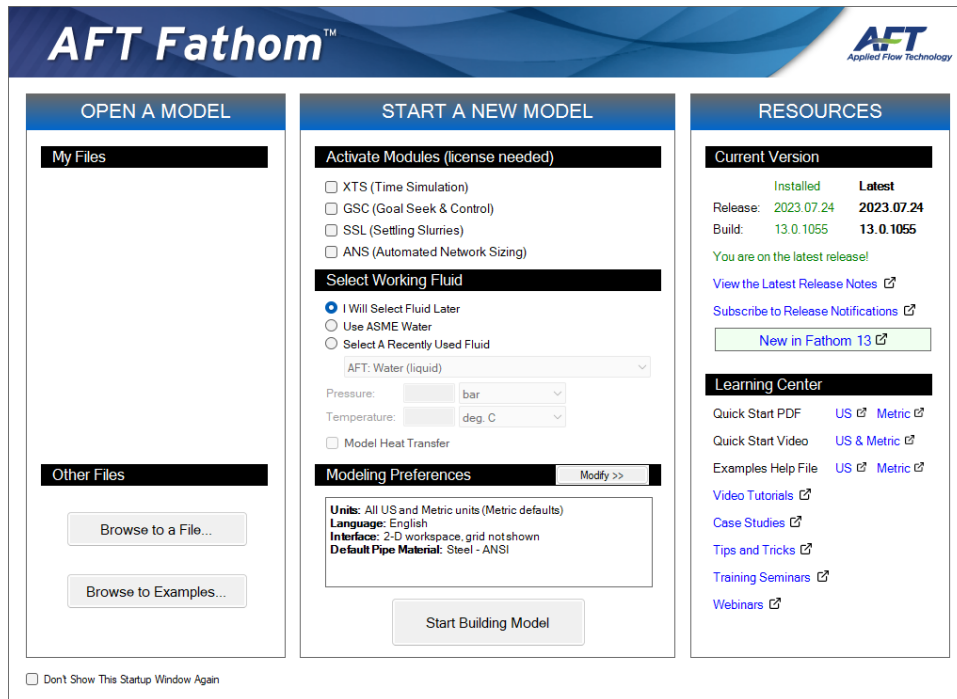 AFT Fathom™
AFT
Applied Flow Technology
OPEN A MODEL
My Files
Other Files
Browse to a File...
Browse to Examples...
START A NEW MODEL
Activate Modules (license needed)
XTS (Time Simulation)
GSC (Goal Seek & Control)
SSL (Settling Slurries)
ANS (Automated Network Sizing)
Select Working Fluid
I Will Select Fluid Later
Use ASME Water
Select A Recently Used Fluid
AFT: Water (liquid)
Pressure: bar
Temperature: deg. C
Model Heat Transfer
Modeling Preferences Modify >>
Units: All US and Metric units (Metric defaults)
Language: English
Interface: 2-D workspace, grid not shown
Default Pipe Material: Steel - ANSI
Start Building Model
RESOURCES
Current Version
Installed Latest
Release: 2023.07.24 2023.07.24
Build: 13.0.1055 13.0.1055
You are on the latest release!
View the Latest Release Notes
Subscribe to Release Notifications
New in Fathom 13
Learning Center
Quick Start PDF US Metric
Quick Start Video US & Metric
Examples Help File US Metric
Video Tutorials
Case Studies
Tips and Tricks
Training Seminars
Webinars
Don't Show This Startup Window Again